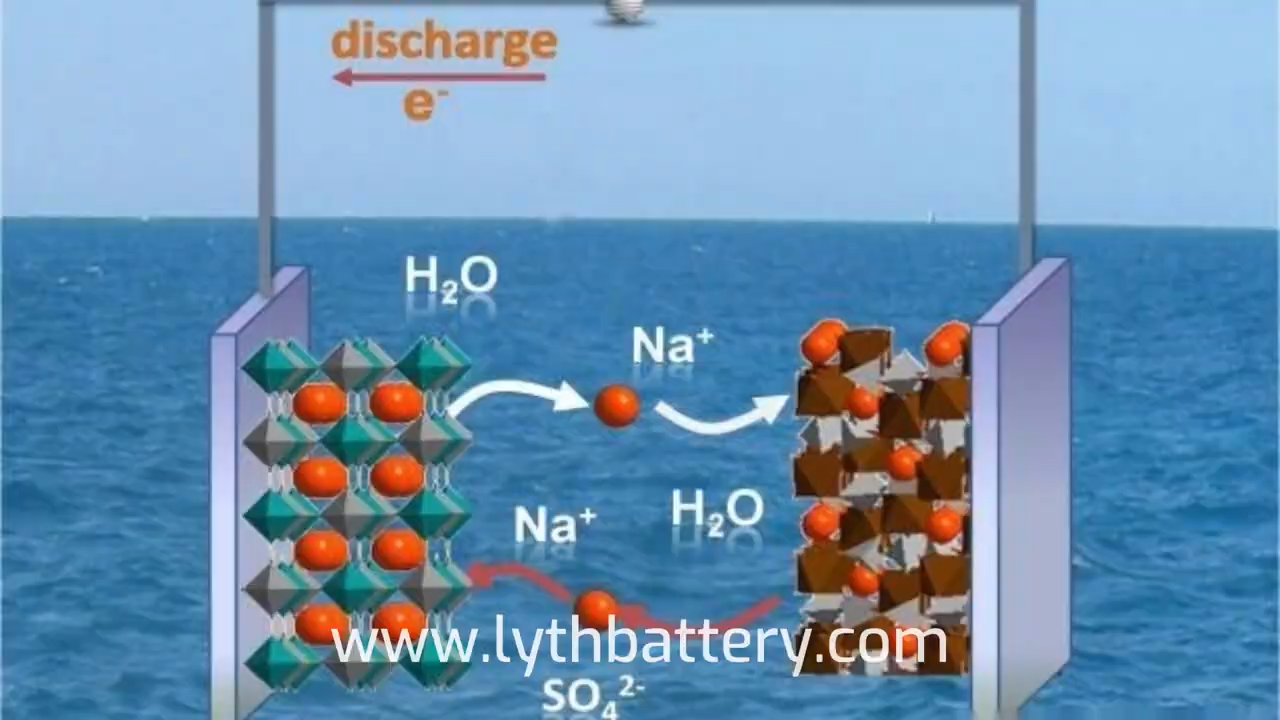 discharge
e⁻
H₂O
Na⁺
Na⁺
H₂O
www.lythbattery.com
SO₄²⁻